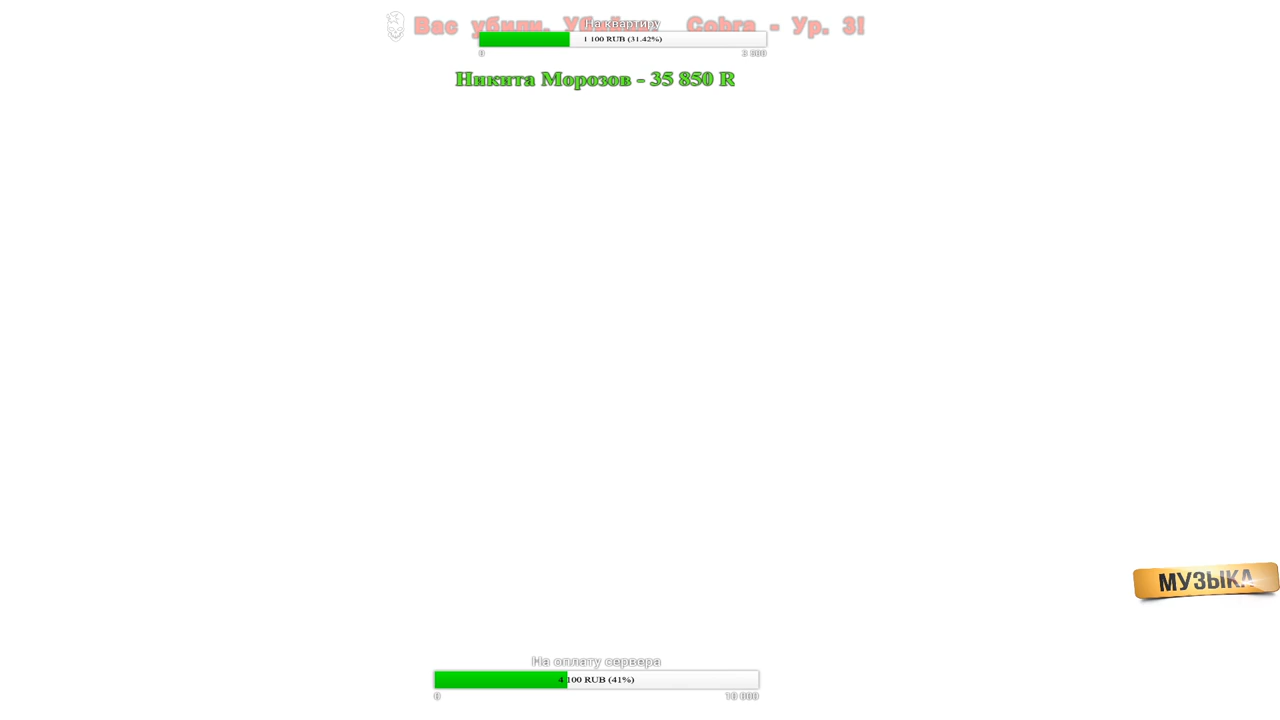 Вас убили. Cobra - Ур. 3!
На квартиру
1 100 RUB (31.42%)
0 3 500
Никита Морозов - 35 850 R
МУЗЫКА
На оплату сервера
4 100 RUB (41%)
0 10 000